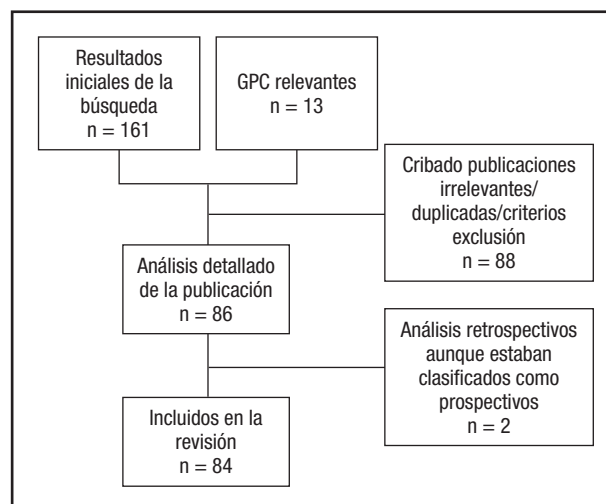 Resultados
iniciales de la
búsqueda
n = 161
GPC relevantes
n = 13
Cribado publicaciones
irrelevantes/
duplicadas/criterios
exclusión
n = 88
Análisis detallado
de la publicación
n = 86
Análisis retrospectivos
aunque estaban
clasificados como
prospectivos
n = 2
Incluidos en la
revisión
n = 84